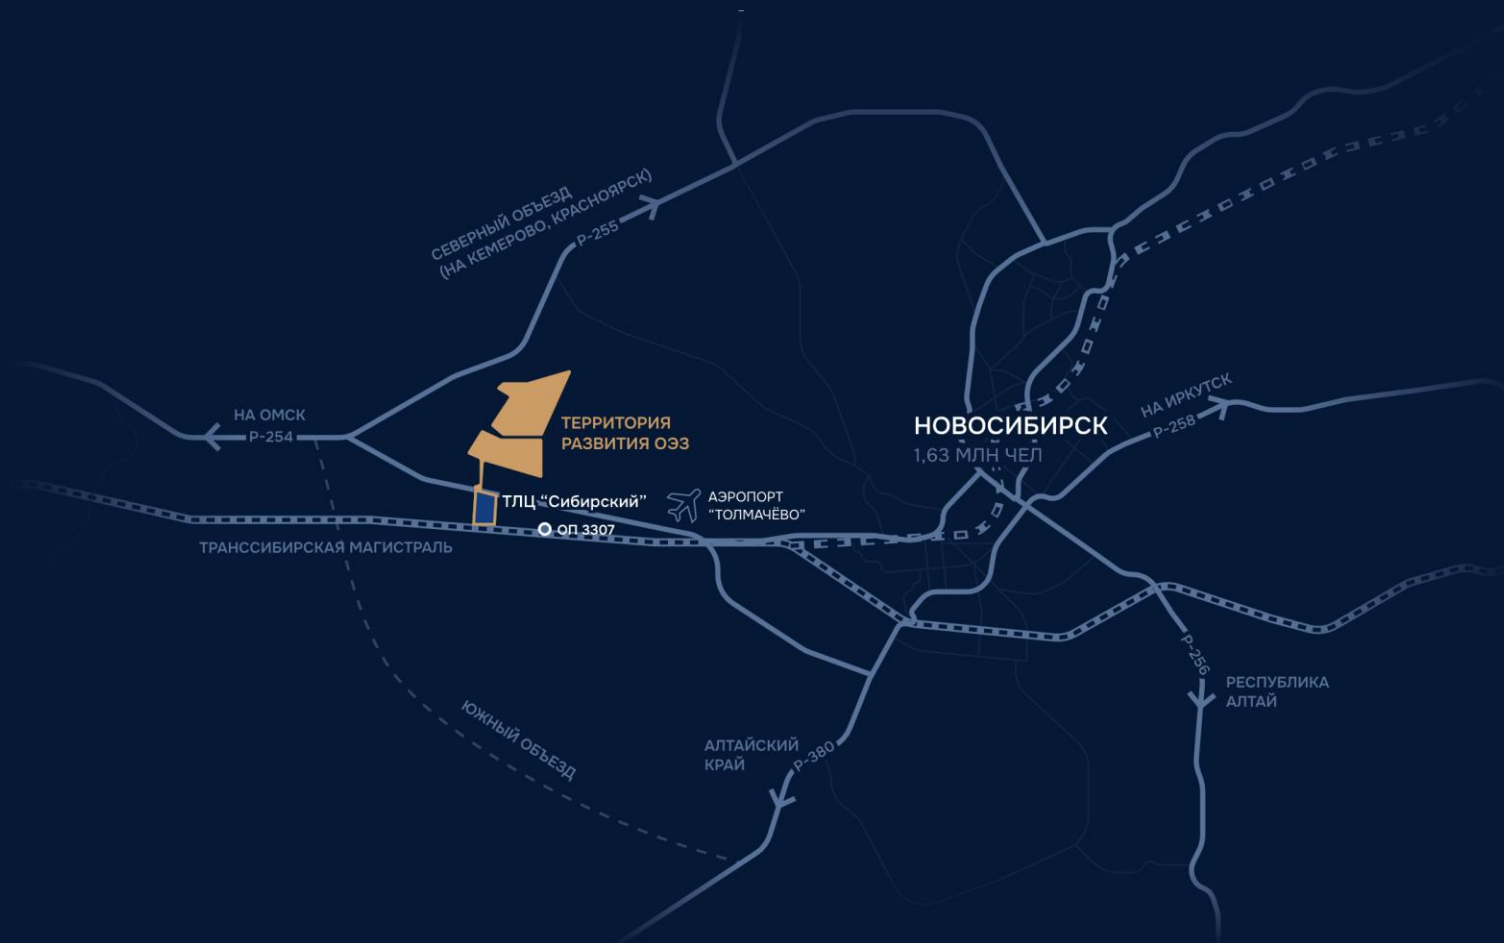 СЕВЕРНЫЙ ОБЪЕЗД
(НА КЕМЕРОВО, КРАСНОЯРСК)
Р-255
НА ОМСК
Р-254
ТЕРРИТОРИЯ
РАЗВИТИЯ ОЭЗ
НОВОСИБИРСК
1,63 МЛН ЧЕЛ
НА ИРКУТСК
Р-258
ТЛЦ “Сибирский”
ОП 3307
АЭРОПОРТ
“ТОЛМАЧЁВО”
ТРАНССИБИРСКАЯ МАГИСТРАЛЬ
ЮЖНЫЙ ОБЪЕЗД
АЛТАЙСКИЙ
КРАЙ
Р-380
Р-256
РЕСПУБЛИКА
АЛТАЙ